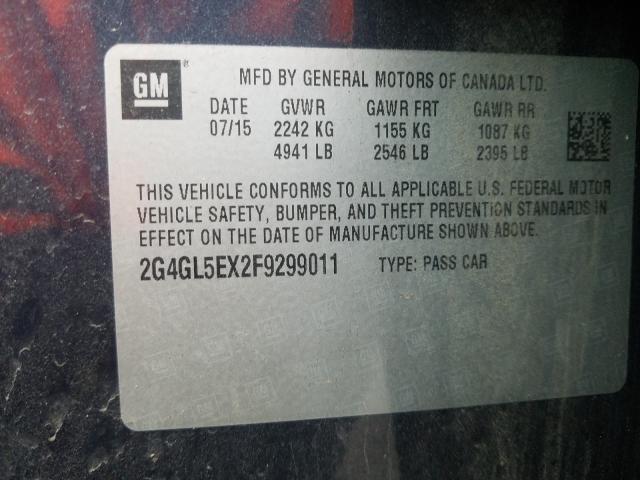 GM ®
MFD BY GENERAL MOTORS OF CANADA LTD.
DATE GVWR GAWR FRT GAWR RR
07/15 2242 KG 1155 KG 1087 KG
4941 LB 2546 LB 2395 LB
THIS VEHICLE CONFORMS TO ALL APPLICABLE U.S. FEDERAL MOTOR
VEHICLE SAFETY, BUMPER, AND THEFT PREVENTION STANDARDS IN
EFFECT ON THE DATE OF MANUFACTURE SHOWN ABOVE.
2G4GL5EX2F9299011 TYPE: PASS CAR